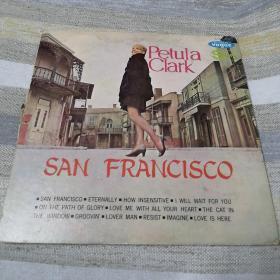 Petula
Clark
VOGUE
SAN FRANCISCO
• SAN FRANCISCO • ETERNALLY • HOW INSENSITIVE • I WILL WAIT FOR YOU
• ON THE PATH OF GLORY • LOVE ME WITH ALL YOUR HEART • THE CAT IN
THE WINDOW • GROOVIN' • LOVER MAN • RESIST • IMAGINE • LOVE IS HERE